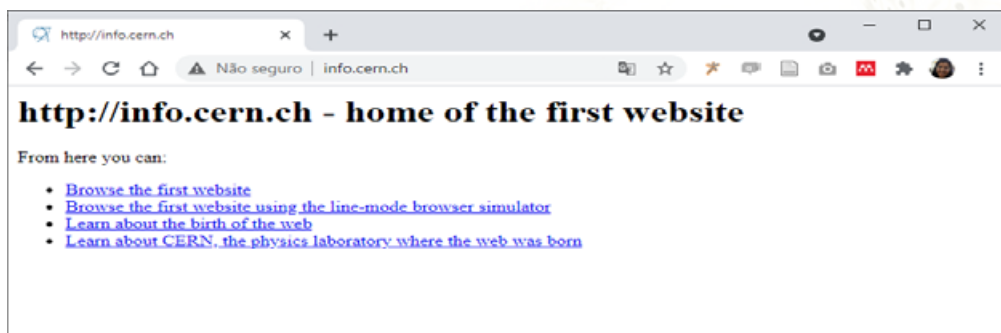 http://info.cern.ch
Não seguro | info.cern.ch
http://info.cern.ch - home of the first website
From here you can:
• Browse the first website
• Browse the first website using the line-mode browser simulator
• Learn about the birth of the web
• Learn about CERN, the physics laboratory where the web was born